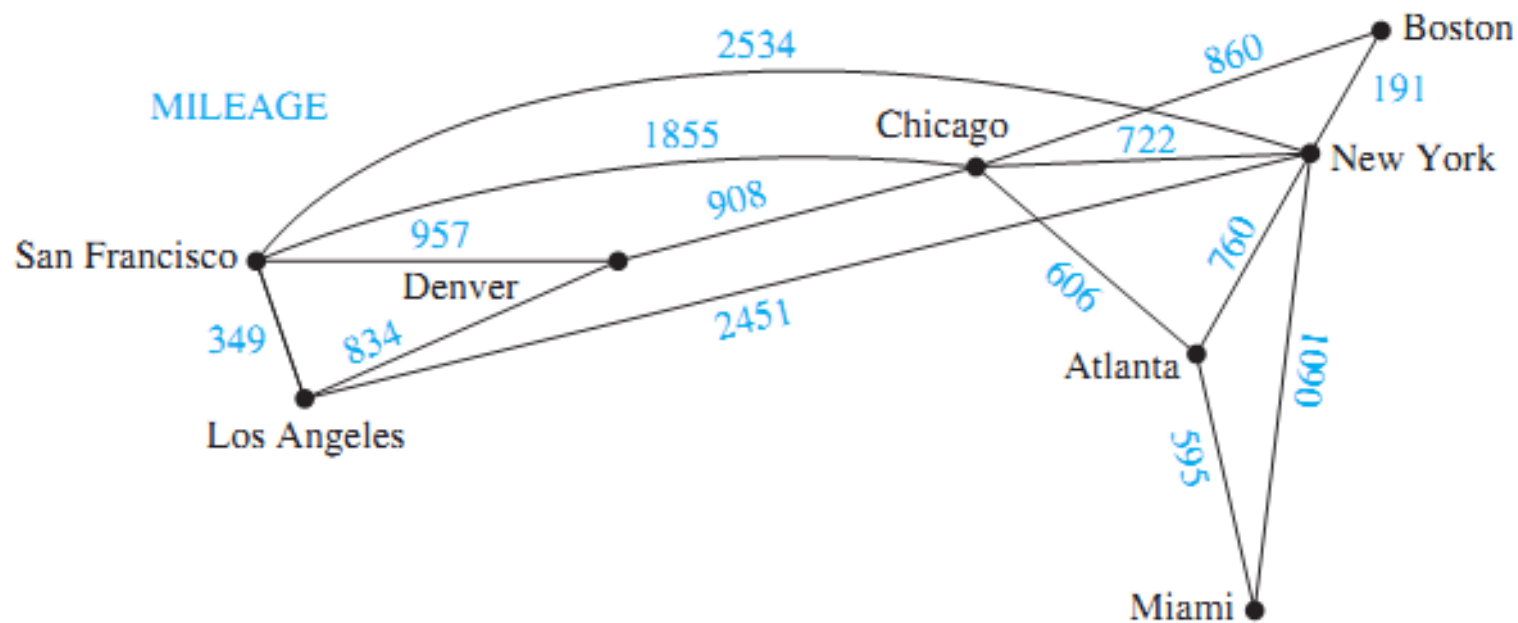 Boston
2534
860
191
MILEAGE
Chicago
1855
722
New York
908
957
San Francisco
Denver
760
606
349
834
2451
Atlanta
1090
Los Angeles
595
Miami